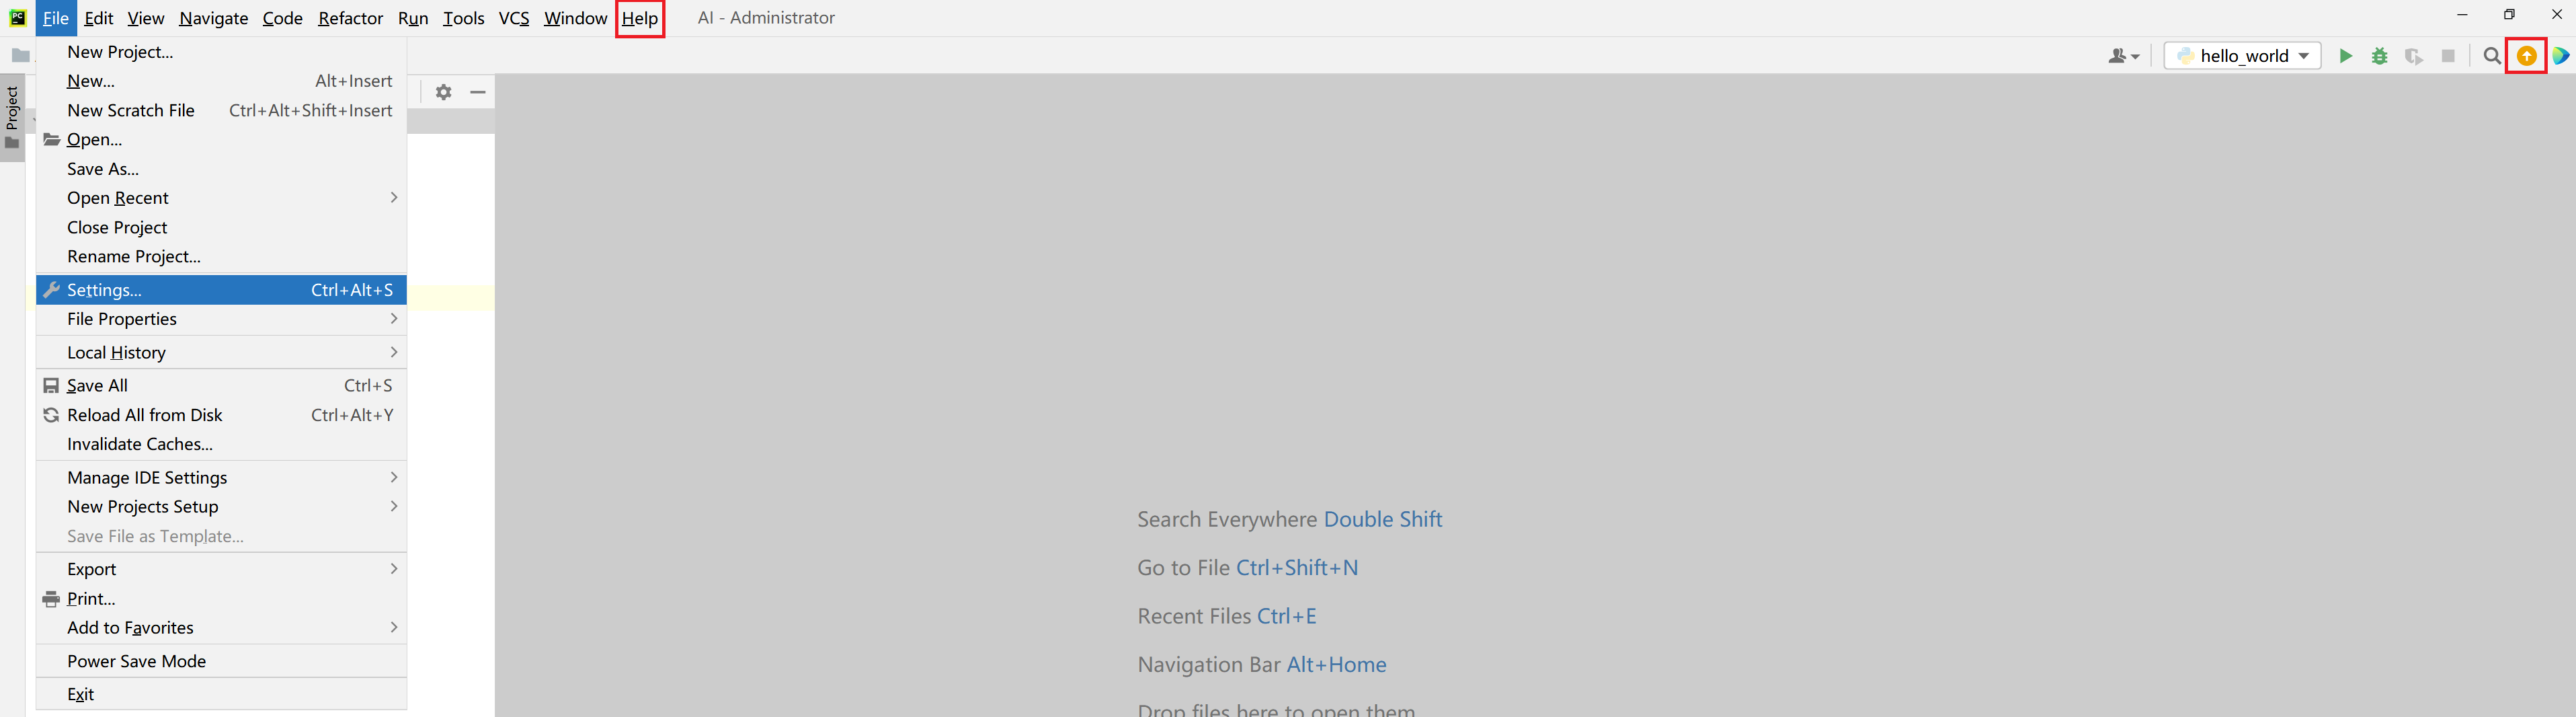 PC
File Edit View Navigate Code Refactor Run Tools VCS Window Help AI - Administrator
hello_world
Project
New Project...
New... Alt+Insert
New Scratch File Ctrl+Alt+Shift+Insert
Open...
Save As...
Open Recent
Close Project
Rename Project...
Settings... Ctrl+Alt+S
File Properties
Local History
Save All Ctrl+S
Reload All from Disk Ctrl+Alt+Y
Invalidate Caches...
Manage IDE Settings
New Projects Setup
Save File as Template...
Export
Print...
Add to Favorites
Power Save Mode
Exit
Search Everywhere Double Shift
Go to File Ctrl+Shift+N
Recent Files Ctrl+E
Navigation Bar Alt+Home
Drop files here to open them